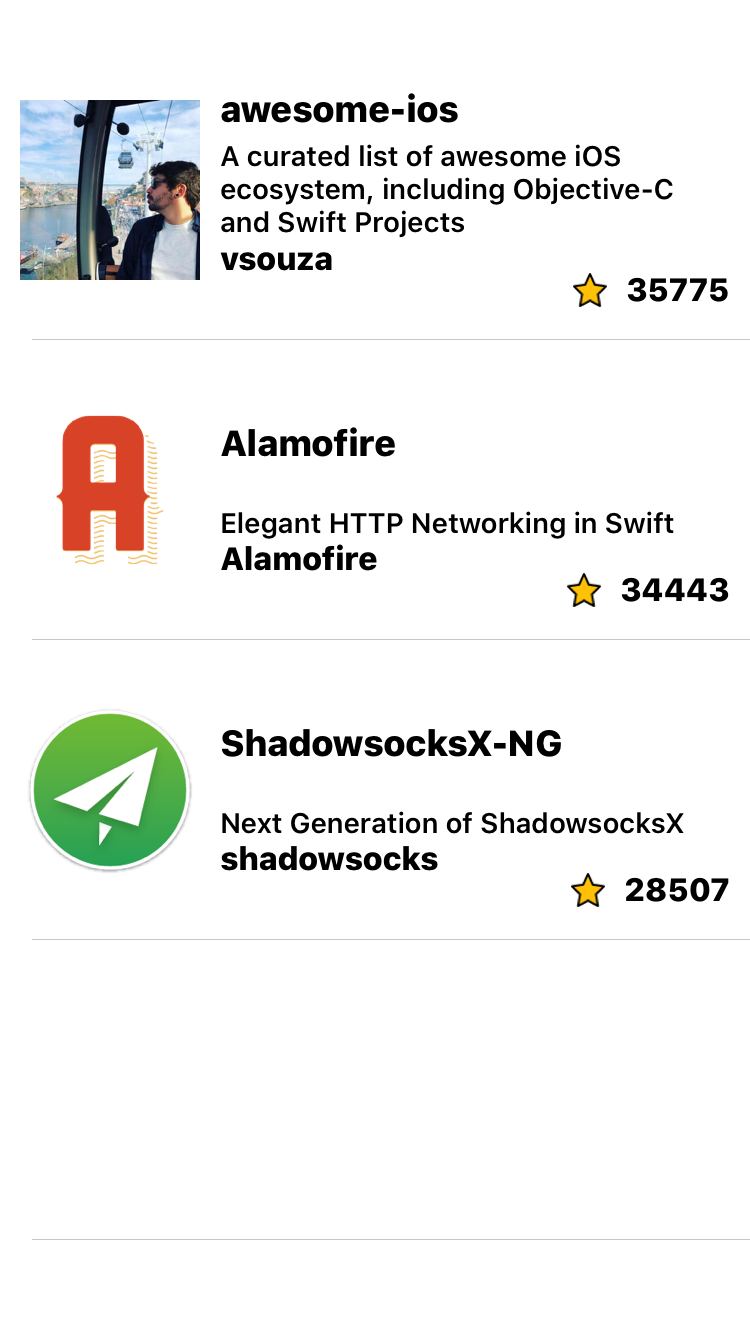 awesome-ios
A curated list of awesome iOS
ecosystem, including Objective-C
and Swift Projects
vsouza
35775
A
Alamofire
Elegant HTTP Networking in Swift
Alamofire
34443
ShadowsocksX-NG
Next Generation of ShadowsocksX
shadowsocks
28507